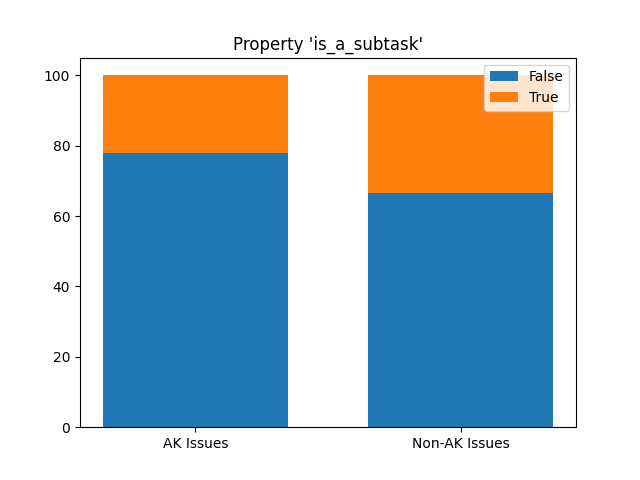 Property 'is_a_subtask'
False
True
100
80
60
40
20
0
AK Issues
Non-AK Issues